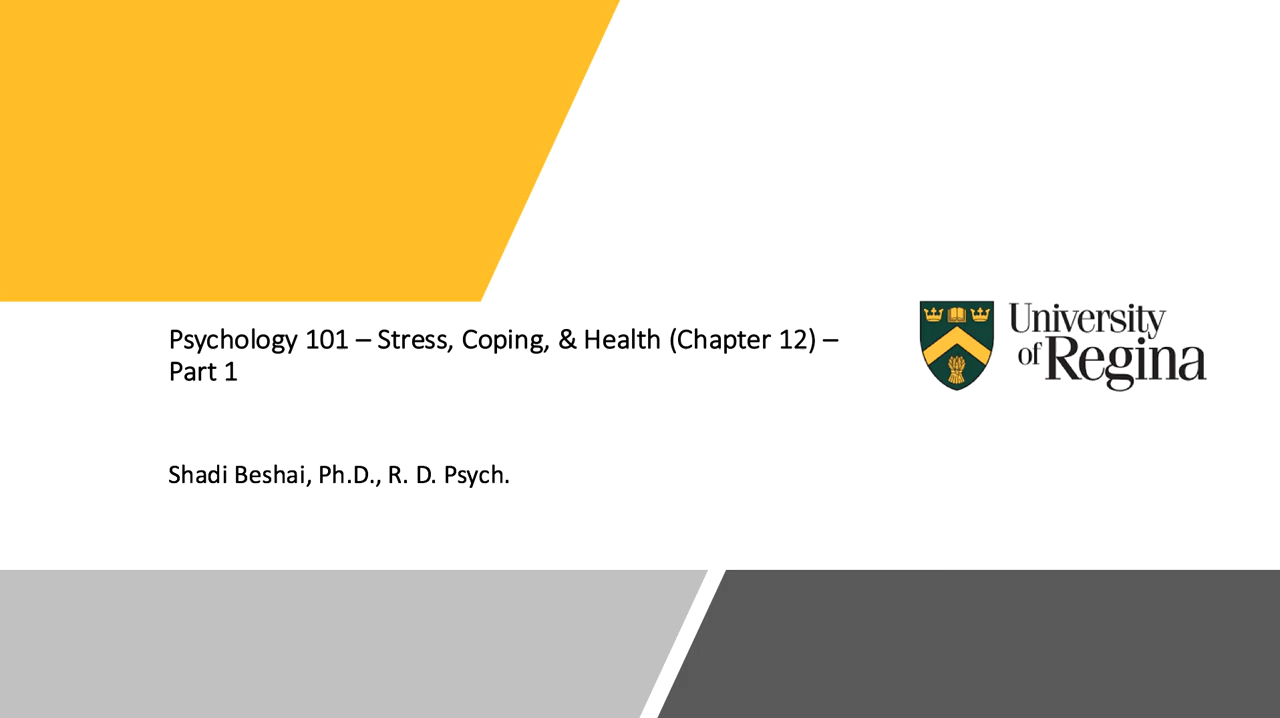 Psychology 101 – Stress, Coping, & Health (Chapter 12) –
Part 1
University
of Regina
Shadi Beshai, Ph.D., R. D. Psych.